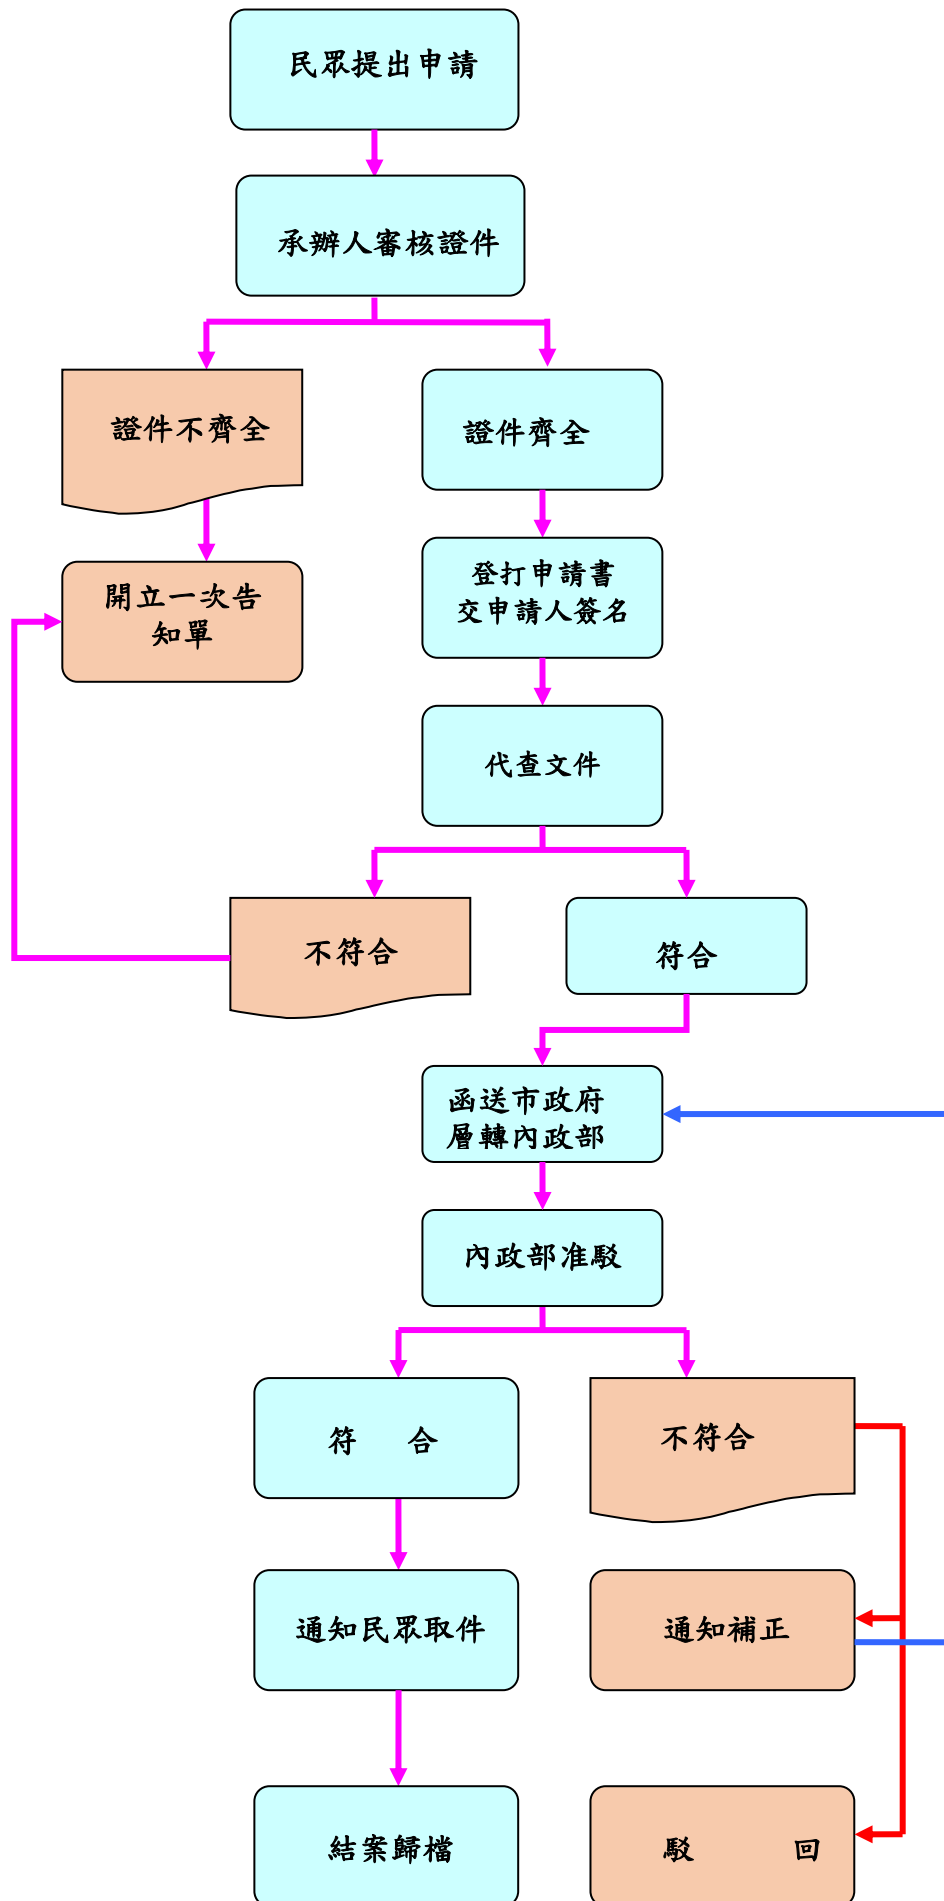 民眾提出申請
承辦人審核證件
證件不齊全
證件齊全
開立一次告
知單
登打申請書
交申請人簽名
代查文件
不符合
符合
函送市政府
層轉內政部
內政部准駁
符　合
不符合
通知民眾取件
通知補正
結案歸檔
駁　　回